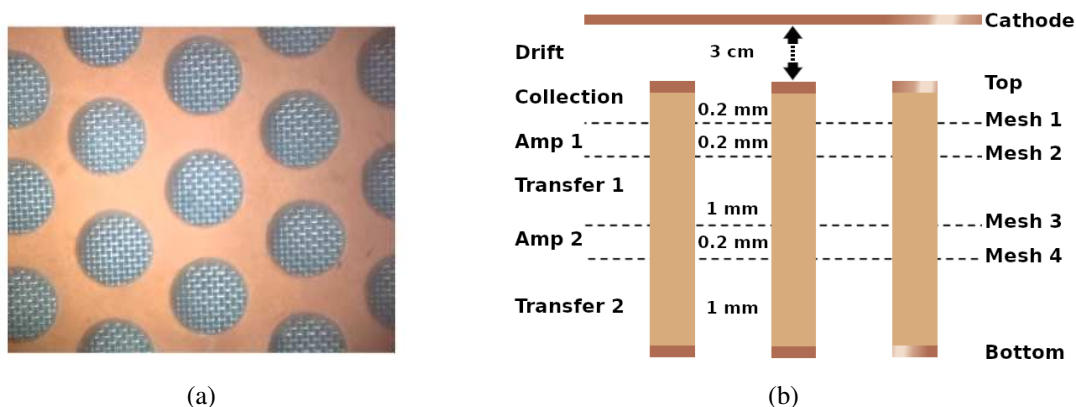 Cathode
Drift
3 cm
Top
Collection
0.2 mm
Mesh 1
Amp 1
0.2 mm
Mesh 2
Transfer 1
1 mm
Mesh 3
Amp 2
0.2 mm
Mesh 4
Transfer 2
1 mm
Bottom
(a)
(b)